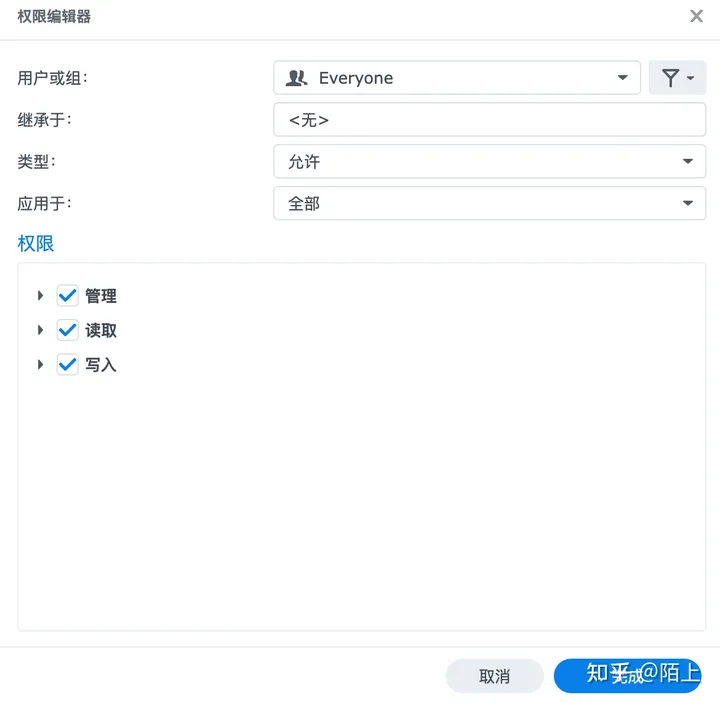 权限编辑器
用户或组: Everyone
继承于: <无>
类型: 允许
应用于: 全部
权限
管理
读取
写入
取消 完成
知乎 @陌上